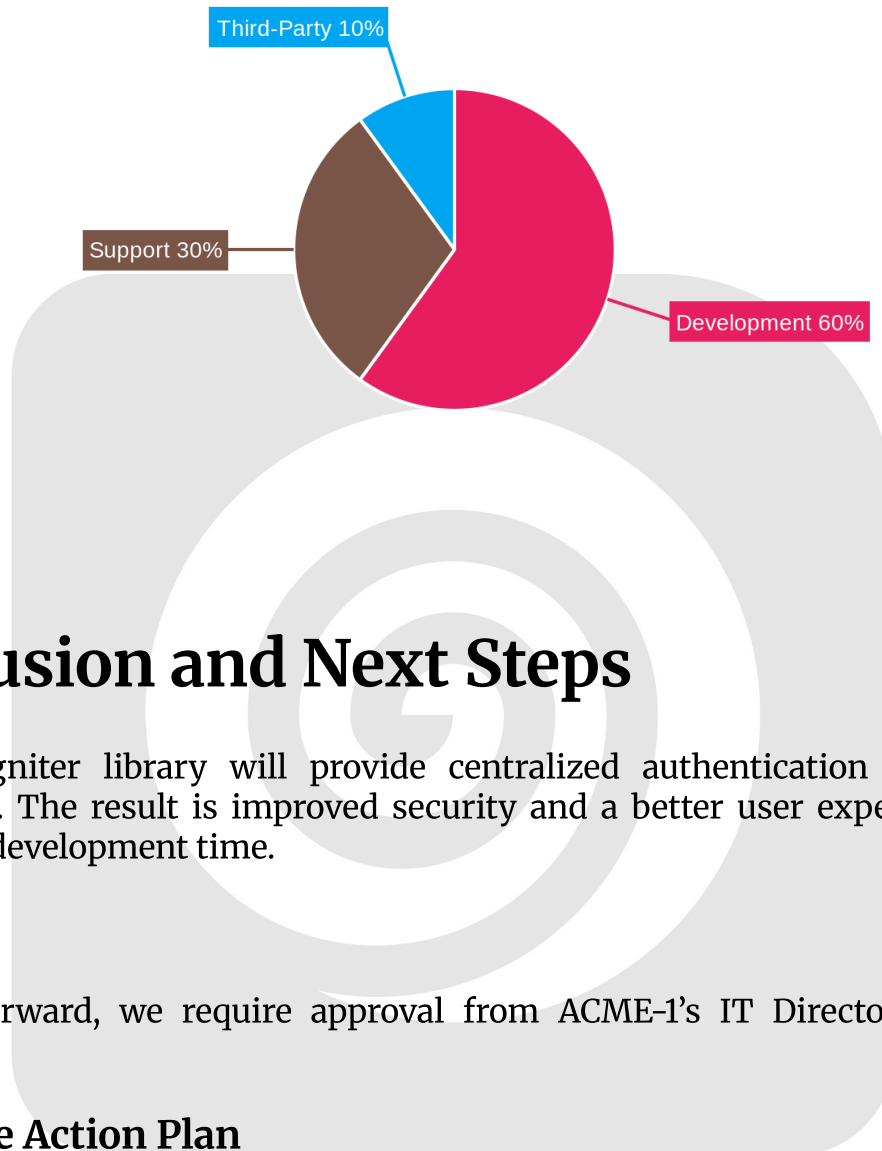 Third-Party 10%
Support 30%
Development 60%
usion and Next Steps
gniter library will provide centralized authentication
. The result is improved security and a better user expe
development time.
rward, we require approval from ACME-1’s IT Directo
e Action Plan